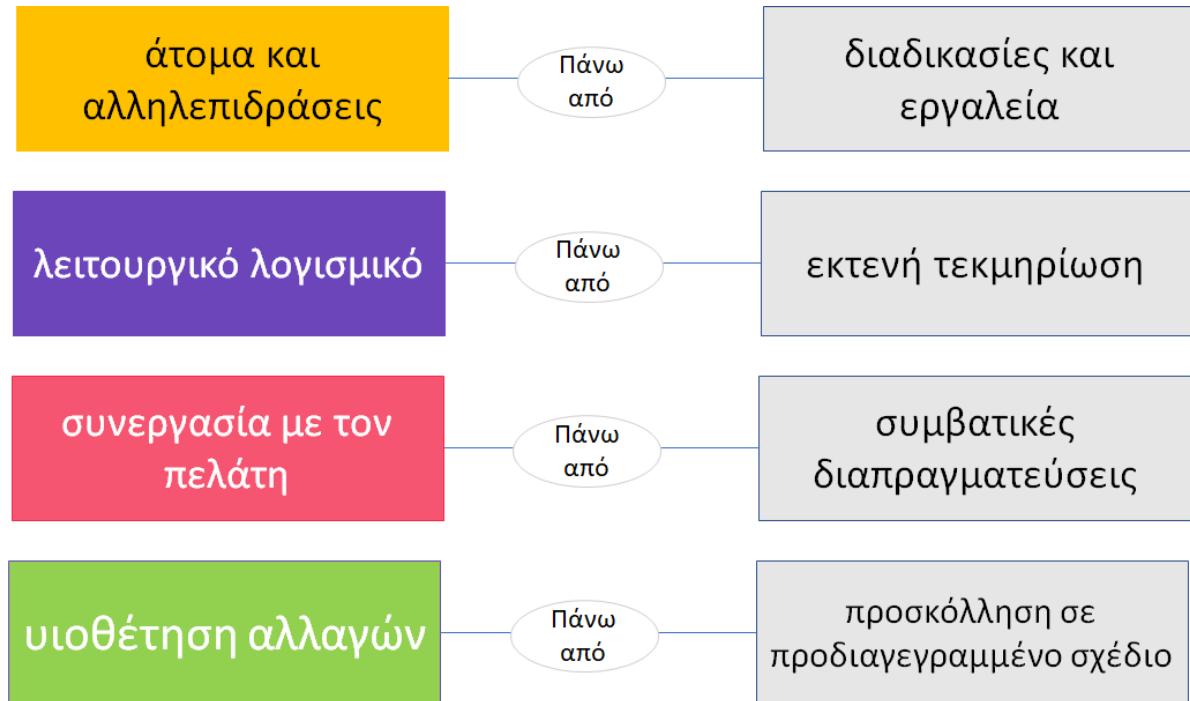 άτομα και
αλληλεπιδράσεις
Πάνω
από
διαδικασίες και
εργαλεία
λειτουργικό λογισμικό
Πάνω
από
εκτενή τεκμηρίωση
συνεργασία με τον
πελάτη
Πάνω
από
συμβατικές
διαπραγματεύσεις
υιοθέτηση αλλαγών
Πάνω
από
προσκόλληση σε
προδιαγεγραμμένο σχέδιο